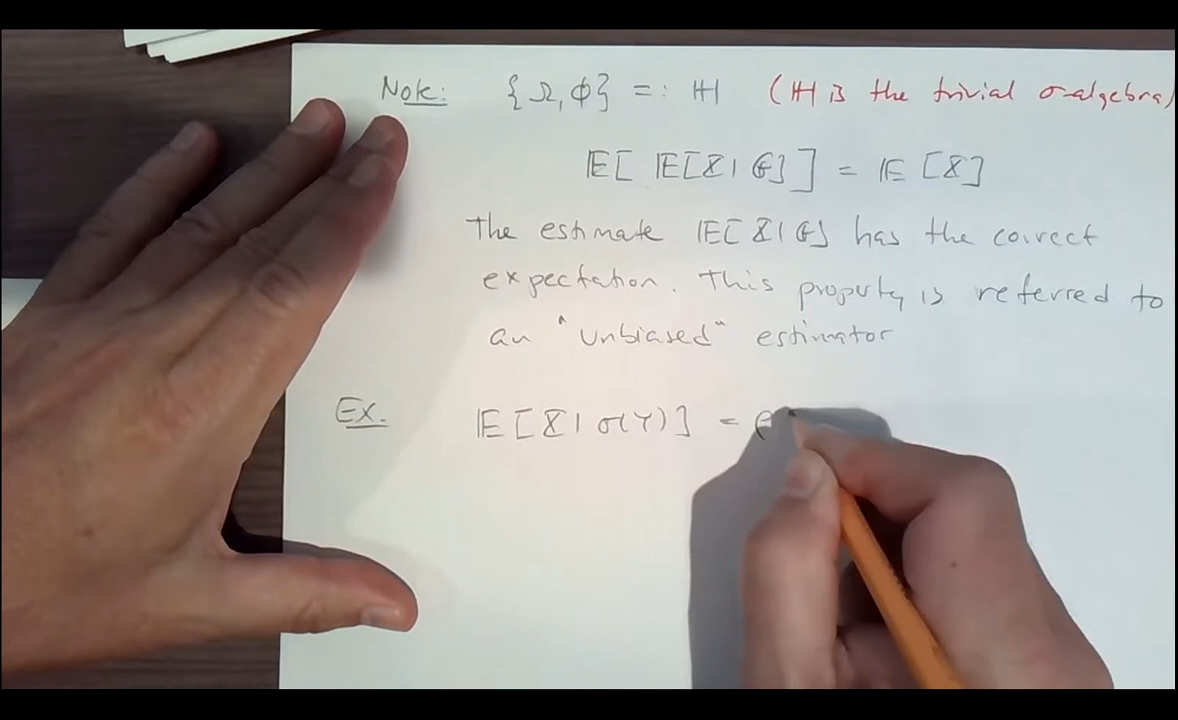 Note: {Ω, φ} =: ℍ (ℍ is the trivial σ-algebra)
𝔼[ 𝔼[X|G] ] = 𝔼[X]
The estimate 𝔼[X|G] has the correct
expectation. This property is referred to
an "unbiased" estimator
Ex. 𝔼[X|σ(Y)] =